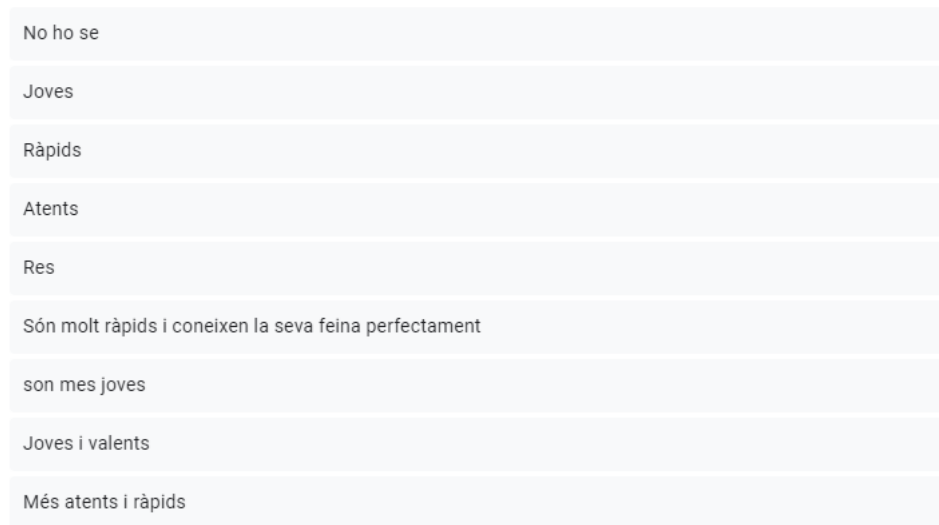 No ho se
Joves
Ràpids
Atents
Res
Són molt ràpids i coneixen la seva feina perfectament
son mes joves
Joves i valents
Més atents i ràpids